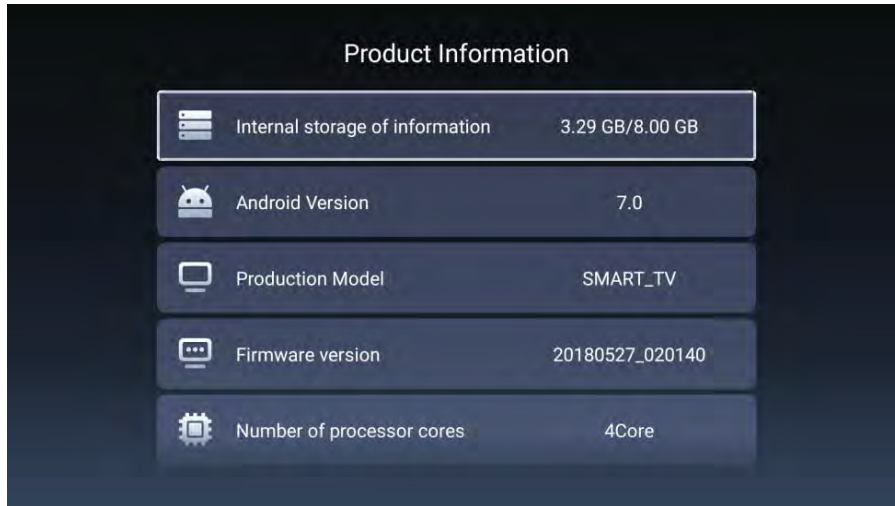 Product Information
Internal storage of information 3.29 GB/8.00 GB
Android Version 7.0
Production Model SMART_TV
Firmware version 20180527_020140
Number of processor cores 4Core